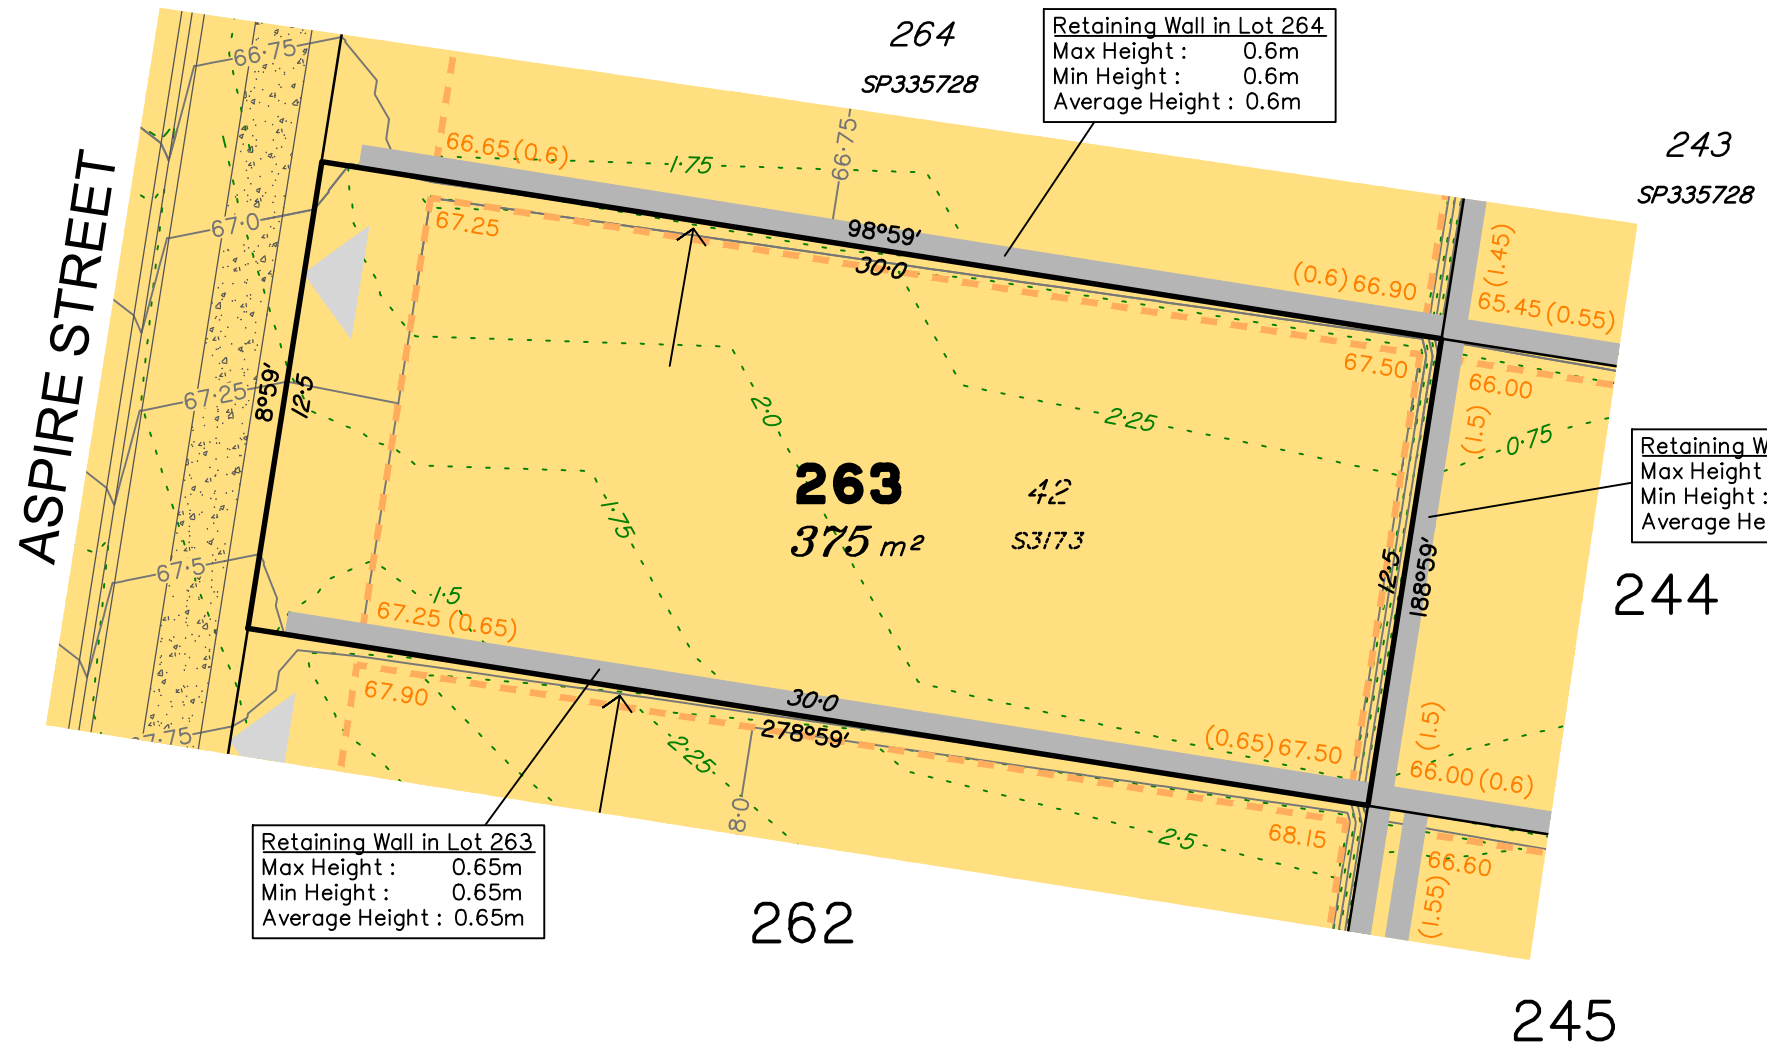 264
SP335728
Retaining Wall in Lot 264
Max Height : 0.6m
Min Height : 0.6m
Average Height : 0.6m
243
SP335728
66·75
66.65(0.6)
1·75
66·75
ASPIRE STREET
67·0
67.25
98°59'
30·0
(0.6) 66.90
(1.45)
65.45(0.55)
67.50
66.00
(1.5)
0·75
67·25
8°59'
12·5
2·0
2·25
263
375 m²
42
S3173
1·75
Retaining W
Max Height
Min Height :
Average He
67·5
1·5
67.25 (0.65)
12·5
188°59'
244
67.90
30·0
278°59'
(0.65) 67.50
(1.5)
66.00(0.6)
7·75
2·25
8·0
2·5
68.15
66.60
(1.55)
Retaining Wall in Lot 263
Max Height : 0.65m
Min Height : 0.65m
Average Height : 0.65m
262
245